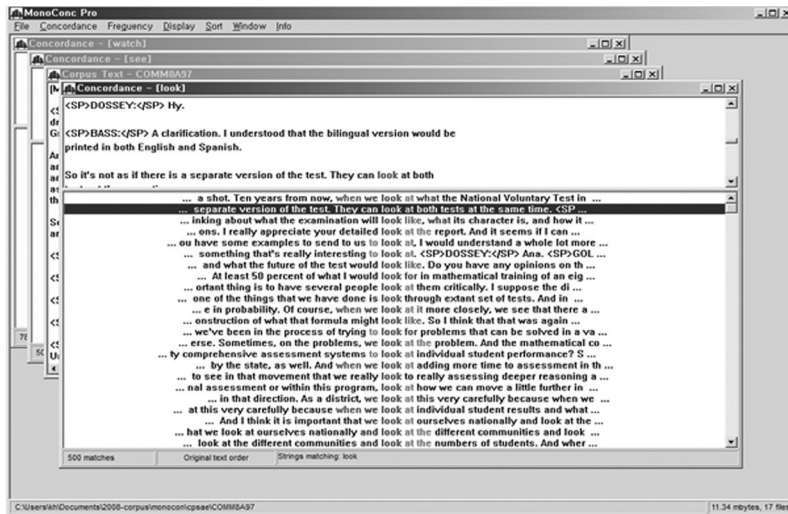 MonoConc Pro
File Concordance Frequency Display Sort Window Info
Concordance - [watch]
Concordance - [see]
Corpus Text - COMM8A97
Concordance - [look]
<SP>DOSSEY:</SP> Hy.
<SP>BASS:</SP> A clarification. I understood that the bilingual version would be
printed in both English and Spanish.
So it's not as if there is a separate version of the test. They can look at both
... a shot. Ten years from now, when we look at what the National Voluntary Test in ...
... separate version of the test. They can look at both tests at the same time. <SP ...
... inking about what the examination will look like, what its character is, and how it ...
... ons. I really appreciate your detailed look at the report. And it seems if I can ...
... ou have some examples to send to us to look at, I would understand a whole lot more ...
... something that's really interesting to look at. <SP>DOSSEY:</SP> Ana. <SP>GOL ...
... and what the future of the test would look like. Do you have any opinions on th ...
... At least 50 percent of what I would look for in mathematical training of an eig ...
... ortant thing is to have several people look at them critically. I suppose the di ...
... one of the things that we have done is look through extant set of tests. And in ...
... e in probability. Of course, when we look at it more closely, we see that there a ...
... onstruction of what that formula might look like. So I think that that was again ...
... we've been in the process of trying to look for problems that can be solved in a va ...
... erse. Sometimes, on the problems, we look at the problem. And the mathematical co ...
... ty comprehensive assessment systems to look at individual student performance? S ...
... by the state, as well. And when we look at adding more time to assessment in th ...
... to see in that movement that we really look to really assessing deeper reasoning a ...
... nal assessment or within this program, look at how we can move a little further in ...
... in that direction. As a district, we look at this very carefully because when we ...
... at this very carefully because when we look at individual student results and what ...
... And I think it is important that we look at ourselves nationally and look at the ...
... hat we look at ourselves nationally and look at the different communities and look ...
... look at the different communities and look at the numbers of students. And wher ...
500 matches Original text order Strings matching: look
C:\Users\kh\Documents\2008-corpus\monocon\cpsae\COMM8A97 11.34 mbytes, 17 files